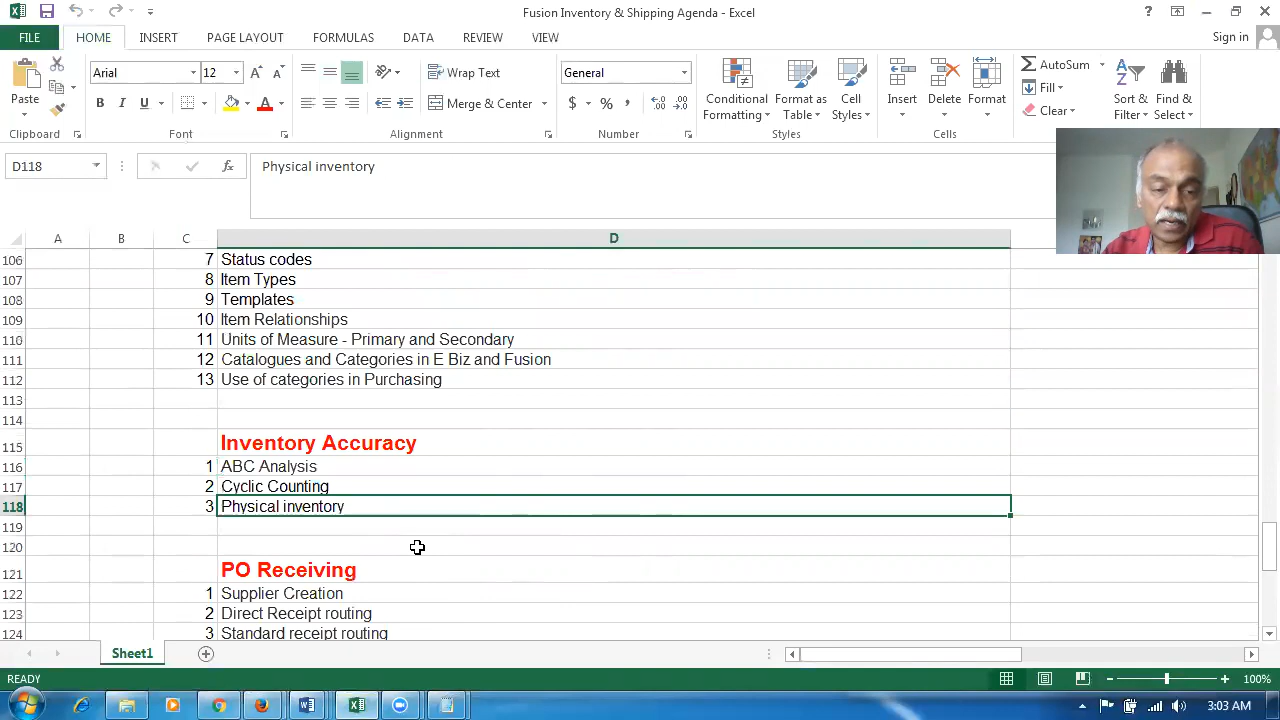 Fusion Inventory & Shipping Agenda - Excel
FILE HOME INSERT PAGE LAYOUT FORMULAS DATA REVIEW VIEW Sign in
Paste
Clipboard
Arial 12
B I U
Font
Wrap Text
Merge & Center
Alignment
General
$ % ,
Number
Conditional Formatting
Format as Table
Cell Styles
Styles
Insert Delete Format
Cells
AutoSum
Fill
Clear
Sort & Filter
Find & Select
D118 fx Physical inventory
A B C D
106 7 Status codes
107 8 Item Types
108 9 Templates
109 10 Item Relationships
110 11 Units of Measure - Primary and Secondary
111 12 Catalogues and Categories in E Biz and Fusion
112 13 Use of categories in Purchasing
113
114
115 Inventory Accuracy
116 1 ABC Analysis
117 2 Cyclic Counting
118 3 Physical inventory
119
120
121 PO Receiving
122 1 Supplier Creation
123 2 Direct Receipt routing
124 3 Standard receipt routing
Sheet1
READY 100%
3:03 AM